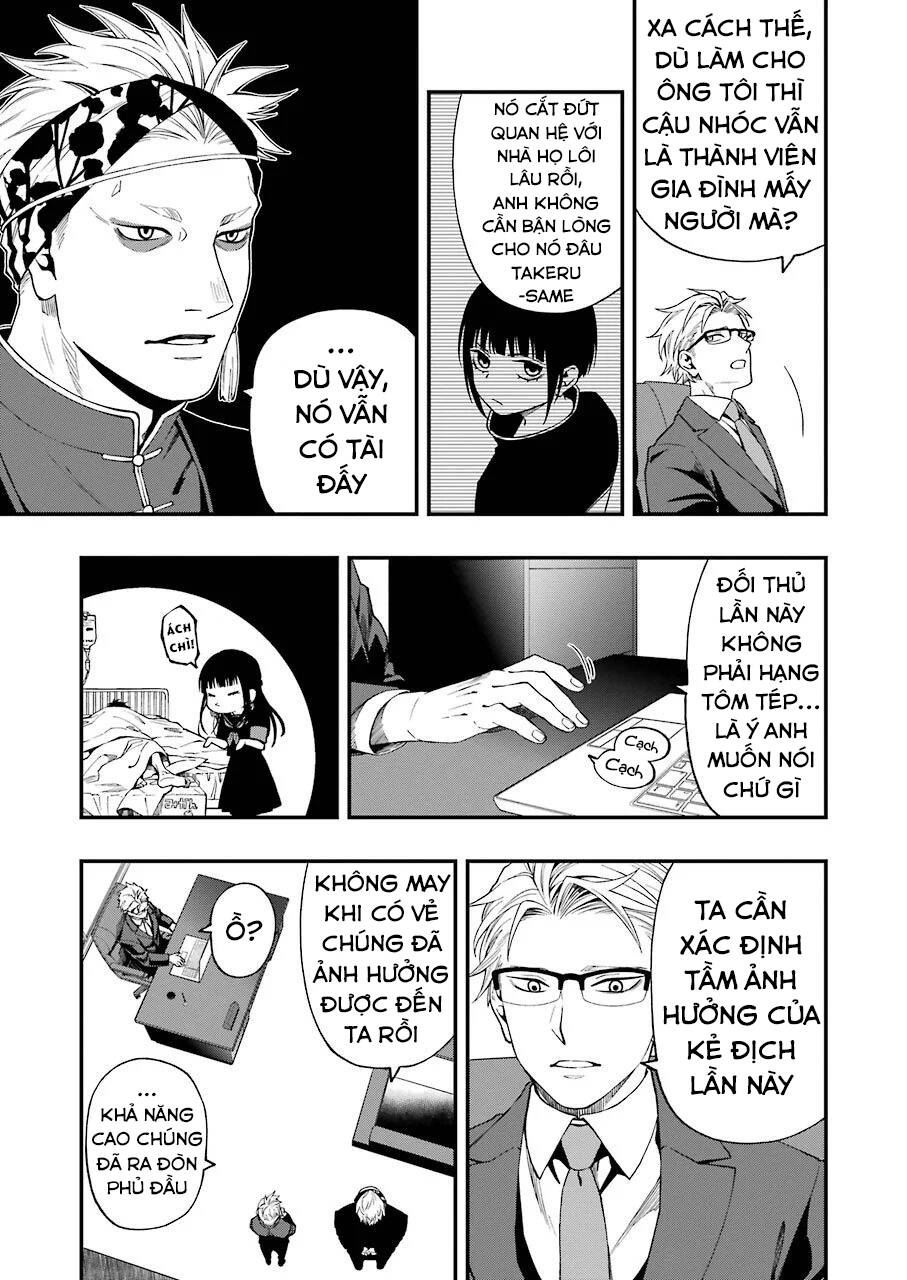 XA CÁCH THẾ,
DÙ LÀM CHO
ÔNG TÔI THÌ
CẬU NHÓC VẪN
LÀ THÀNH VIÊN
GIA ĐÌNH MẤY
NGƯỜI MÀ?
NÓ CẮT ĐỨT
QUAN HỆ VỚI
NHÀ HỌ LÔI
LÂU RỒI,
ANH KHÔNG
CẦN BẬN LÒNG
CHO NÓ ĐÂU
TAKERU
-SAME
...
DÙ VẬY,
NÓ VẪN
CÓ TÀI
ĐẤY
ĐỐI THỦ
LẦN NÀY
KHÔNG
PHẢI HẠNG
TÔM TÉP...
LÀ Ý ANH
MUỐN NÓI
CHỨ GÌ
Cạch
Cạch
ÁCH
CHÌ!
みかん
TA CẦN
XÁC ĐỊNH
TẦM ẢNH
HƯỞNG CỦA
KẺ ĐỊCH
LẦN NÀY
KHÔNG MAY
KHI CÓ VẺ
CHÚNG ĐÃ
ẢNH HƯỞNG
ĐƯỢC ĐẾN
TA RỒI
Ồ?
...
KHẢ NĂNG
CAO CHÚNG
ĐÃ RA ĐÒN
PHỦ ĐẦU